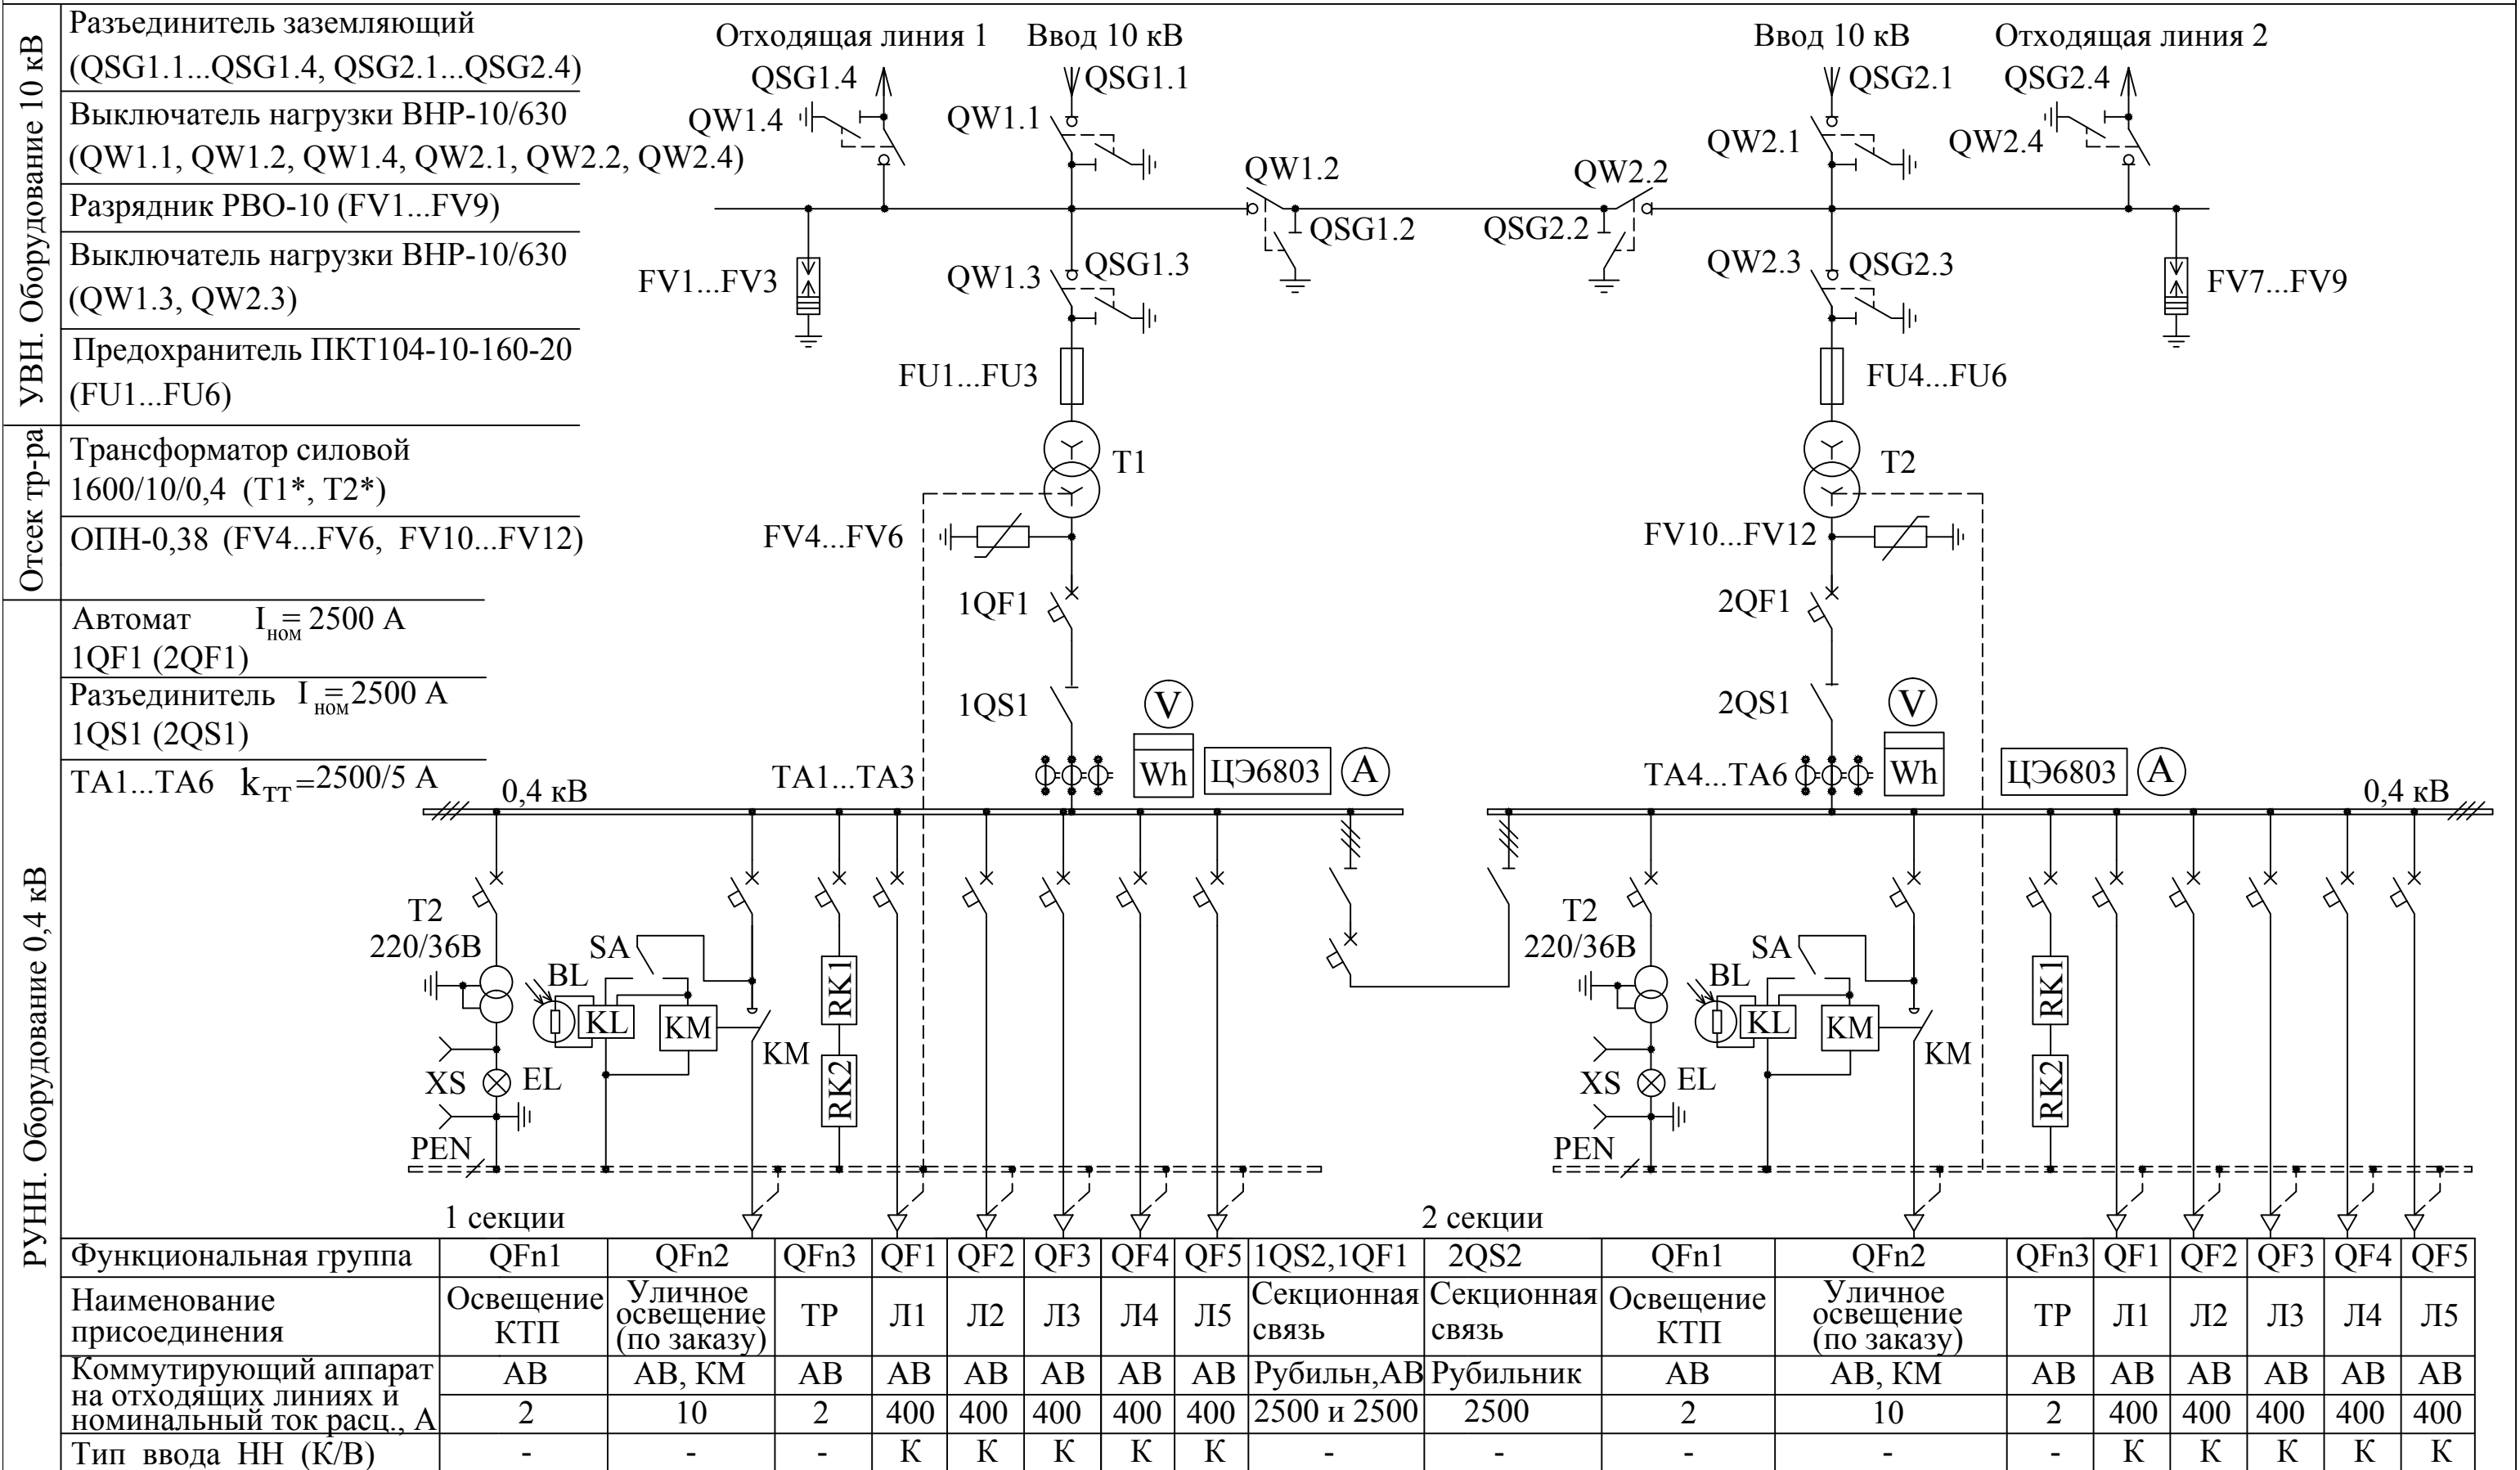 УВН. Оборудование 10 кВ
Разъединитель заземляющий
(QSG1.1...QSG1.4, QSG2.1...QSG2.4)
Выключатель нагрузки ВНР-10/630
(QW1.1, QW1.2, QW1.4, QW2.1, QW2.2, QW2.4)
Разрядник РВО-10 (FV1...FV9)
Выключатель нагрузки ВНР-10/630
(QW1.3, QW2.3)
Предохранитель ПКТ104-10-160-20
(FU1...FU6)
Отсек тр-ра
Трансформатор силовой
1600/10/0,4 (Т1*, Т2*)
ОПН-0,38 (FV4...FV6, FV10...FV12)
РУНН. Оборудование 0,4 кВ
Автомат Iном = 2500 А
1QF1 (2QF1)
Разъединитель Iном = 2500 А
1QS1 (2QS1)
ТА1...ТА6 kТТ=2500/5 А
Отходящая линия 1 Ввод 10 кВ Ввод 10 кВ Отходящая линия 2
QSG1.4 QSG1.1 QSG2.1 QSG2.4
QW1.4 QW1.1 QW2.1 QW2.4
QW1.2 QW2.2
QSG1.2 QSG2.2
FV1...FV3 QW1.3 QSG1.3 QW2.3 QSG2.3 FV7...FV9
FU1...FU3 FU4...FU6
Т1 Т2
FV4...FV6 FV10...FV12
1QF1 2QF1
1QS1 V 2QS1 V
ТА1...ТА3 Wh ЦЭ6803 А ТА4...ТА6 Wh ЦЭ6803 А
0,4 кВ 0,4 кВ
Т2 Т2
220/36В SA 220/36В SA
BL RK1 BL RK1
KL KM KL KM
KM KM
XS EL RK2 XS EL RK2
PEN PEN
1 секции 2 секции
Функциональная группа QFn1 QFn2 QFn3 QF1 QF2 QF3 QF4 QF5 1QS2,1QF1 2QS2 QFn1 QFn2 QFn3 QF1 QF2 QF3 QF4 QF5
Наименование Освещение Уличное освещение ТР Л1 Л2 Л3 Л4 Л5 Секционная Секционная Освещение Уличное освещение ТР Л1 Л2 Л3 Л4 Л5
присоединения КТП (по заказу) связь связь КТП (по заказу)
Коммутирующий аппарат АВ АВ, КМ АВ АВ АВ АВ АВ АВ Рубильн,АВ Рубильник АВ АВ, КМ АВ АВ АВ АВ АВ АВ
на отходящих линиях и
номинальный ток расц., А 2 10 2 400 400 400 400 400 2500 и 2500 2500 2 10 2 400 400 400 400 400
Тип ввода НН (К/В) - - - К К К К К - - - - - К К К К К